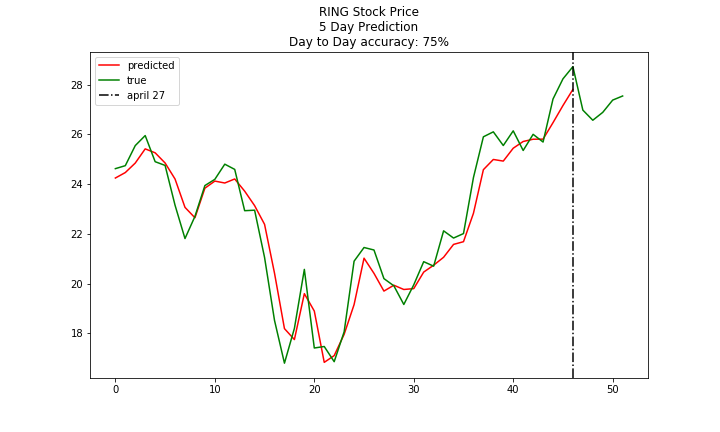 RING Stock Price
5 Day Prediction
Day to Day accuracy: 75%
predicted
true
april 27
28
26
24
22
20
18
0
10
20
30
40
50